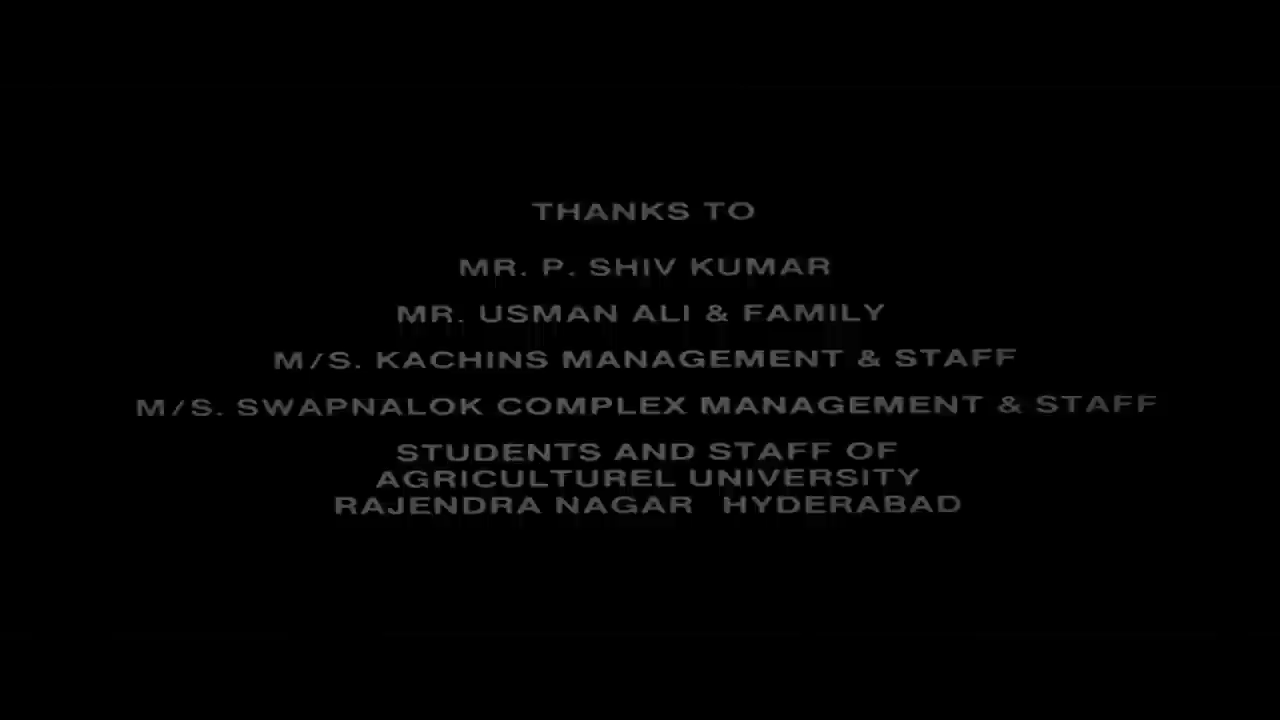 THANKS TO
MR. P. SHIV KUMAR
MR. USMAN ALI & FAMILY
M/S. KACHINS MANAGEMENT & STAFF
M/S. SWAPNALOK COMPLEX MANAGEMENT & STAFF
STUDENTS AND STAFF OF
AGRICULTUREL UNIVERSITY
RAJENDRA NAGAR HYDERABAD